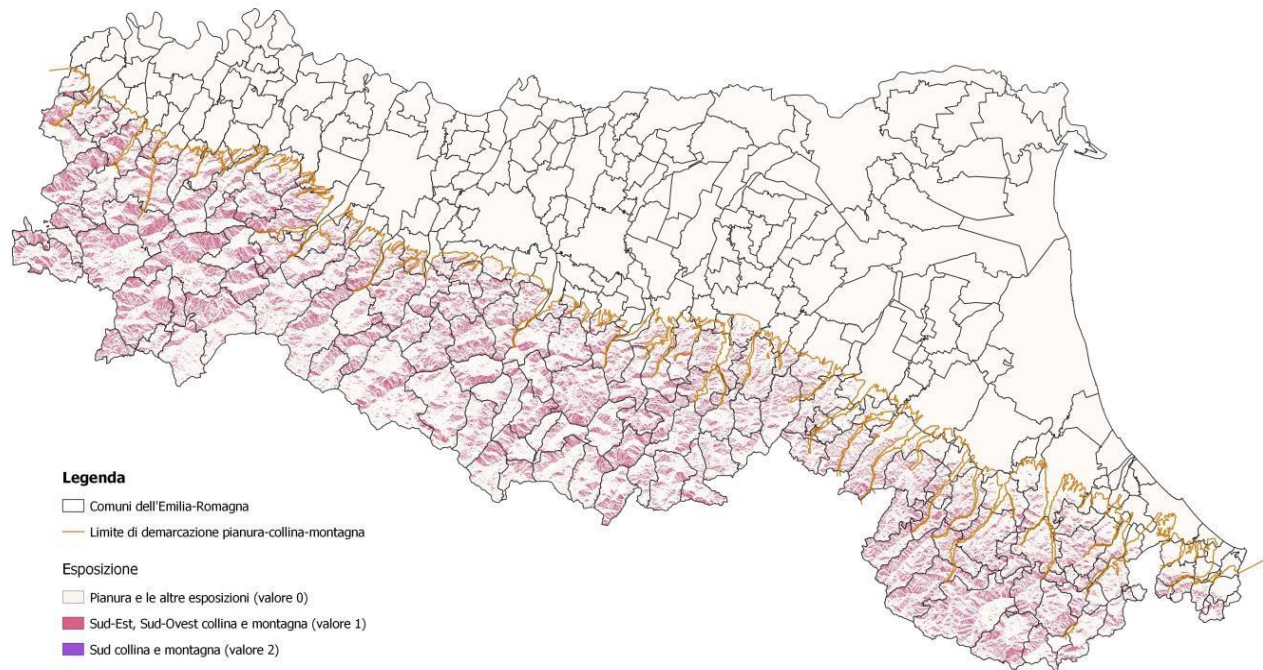 Legenda
Comuni dell'Emilia-Romagna
Limite di demarcazione pianura-collina-montagna
Esposizione
Pianura e le altre esposizioni (valore 0)
Sud-Est, Sud-Ovest collina e montagna (valore 1)
Sud collina e montagna (valore 2)